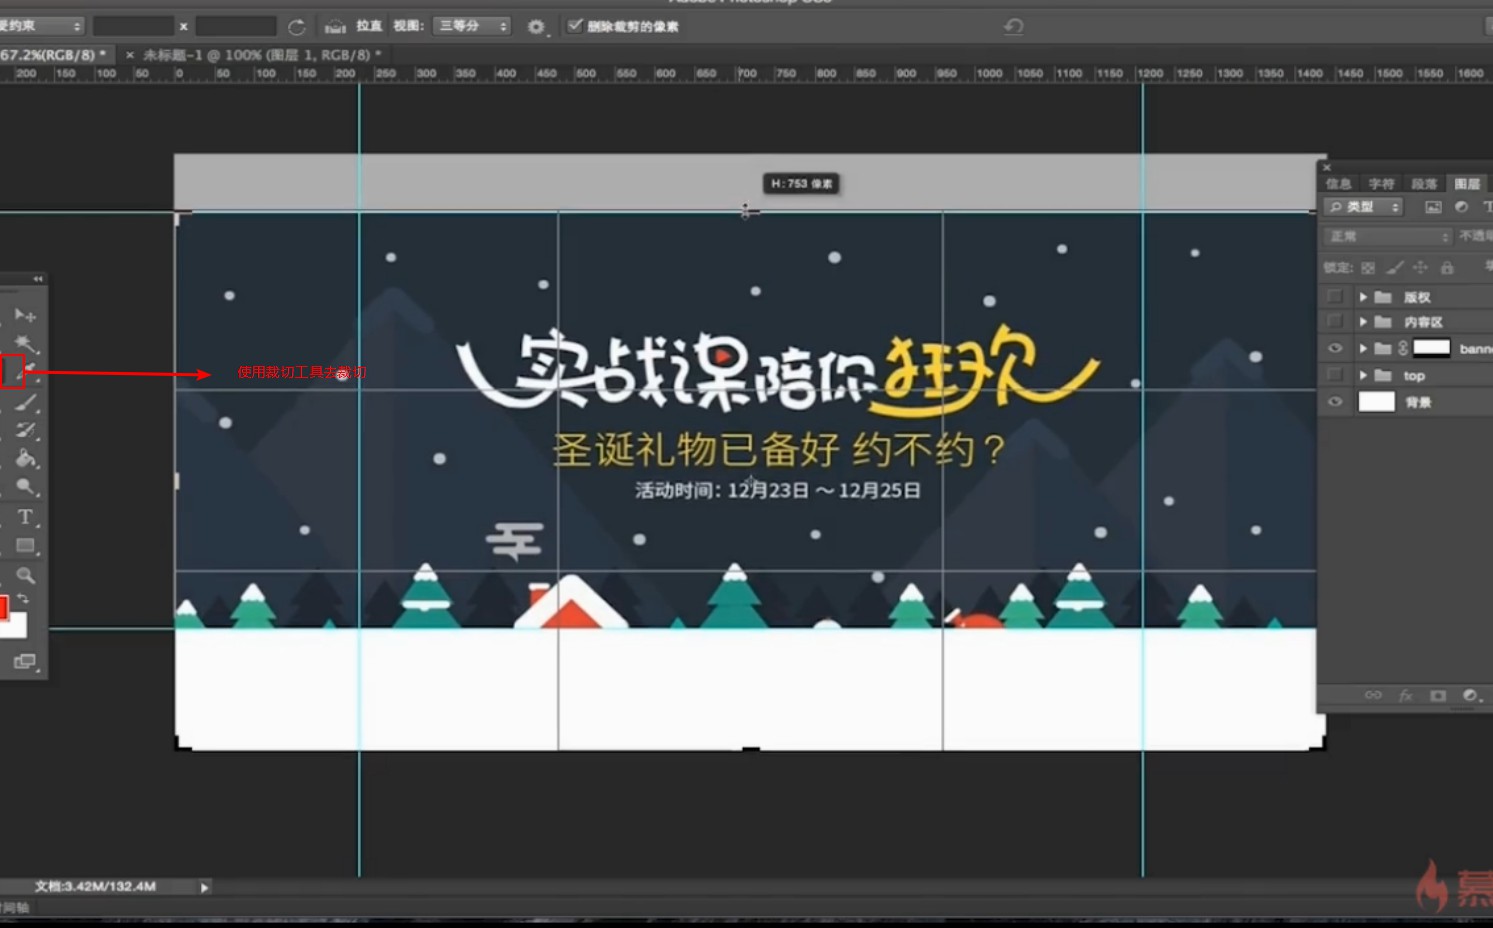 受约束
x
拉直
视图:
三等分
删除裁剪的像素
67.2%(RGB/8) *
× 未标题-1 @ 100% (图层 1, RGB/8) *
200 150 100 50 0 50 100 150 200 250 300 350 400 450 500 550 600 650 700 750 800 850 900 950 1000 1050 1100 1150 1200 1250 1300 1350 1400 1450 1500 1550 1600
H: 753 像素
信息 字符 段落 图层
类型
正常
锁定:
版权
内容区
bann
top
背景
使用裁切工具去裁切
实战课陪你狂欢
圣诞礼物已备好 约不约？
活动时间：12月23日 ～ 12月25日
T
fx
文档:3.42M/132.4M
时间轴
慕